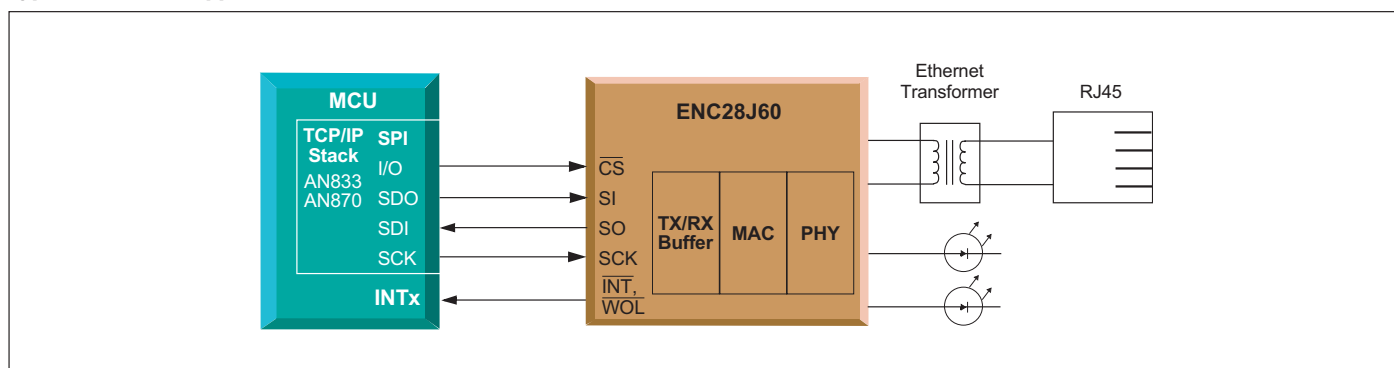 MCU
TCP/IP
Stack
AN833
AN870
SPI
I/O
SDO
SDI
SCK
INTx
ENC28J60
CS
SI
SO
SCK
INT,
WOL
TX/RX
Buffer
MAC
PHY
Ethernet
Transformer
RJ45